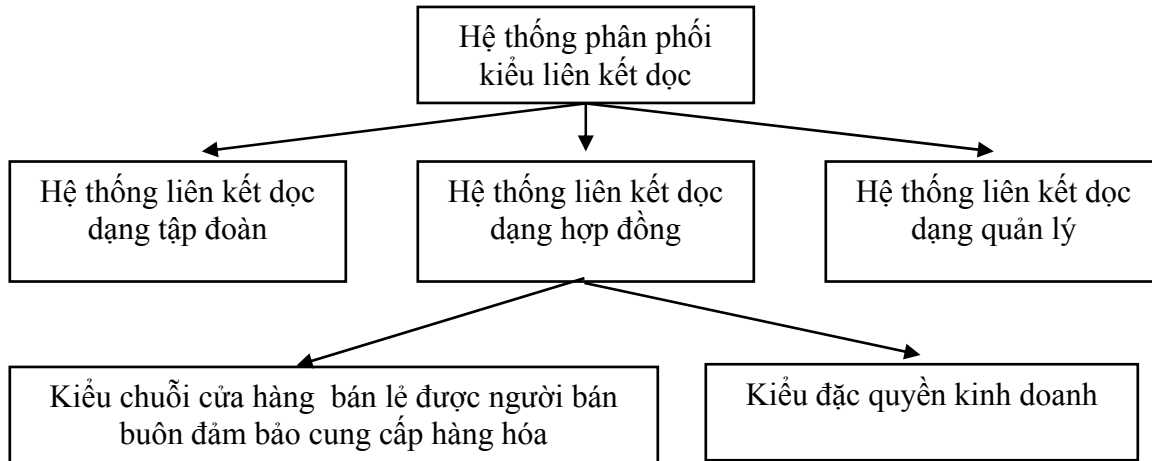 Hệ thống phân phối
kiểu liên kết dọc
Hệ thống liên kết dọc
dạng tập đoàn
Hệ thống liên kết dọc
dạng hợp đồng
Hệ thống liên kết dọc
dạng quản lý
Kiểu chuỗi cửa hàng bán lẻ được người bán
buôn đảm bảo cung cấp hàng hóa
Kiểu đặc quyền kinh doanh